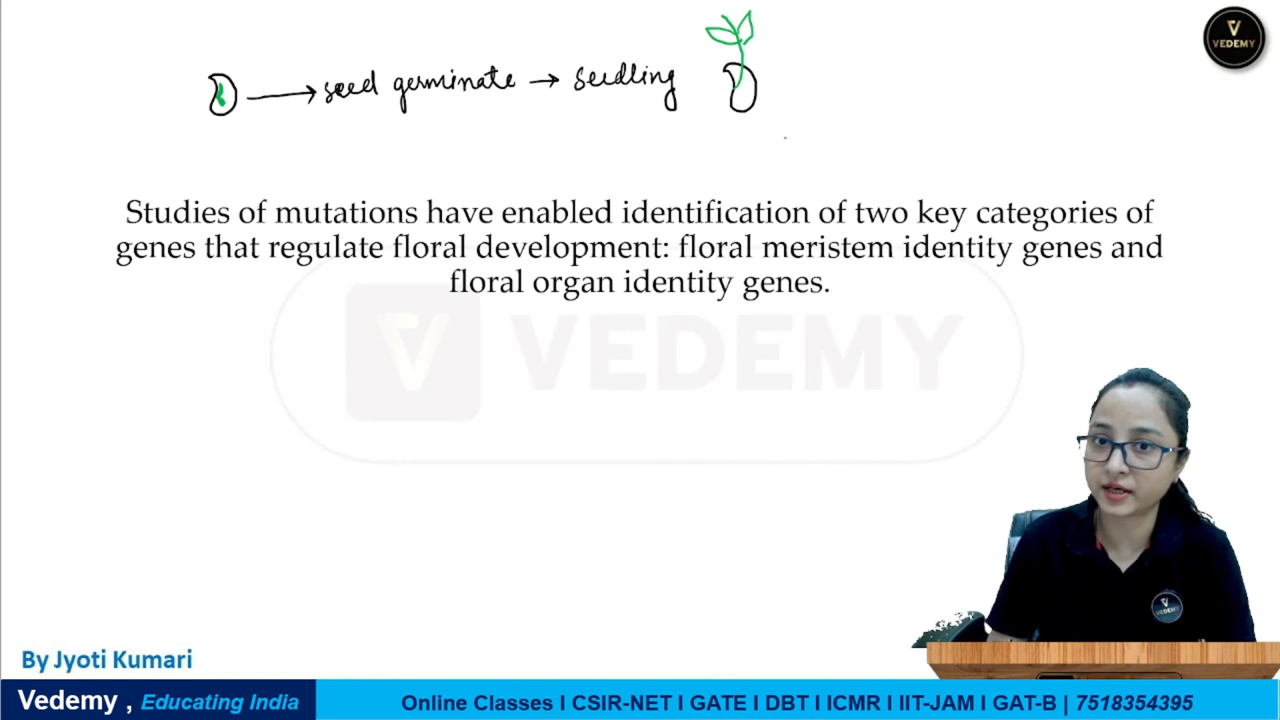 VEDEMY
seed germinate → seedling
Studies of mutations have enabled identification of two key categories of
genes that regulate floral development: floral meristem identity genes and
floral organ identity genes.
VEDEMY
VEDEMY
By Jyoti Kumari
Vedemy , Educating India
Online Classes I CSIR-NET I GATE I DBT I ICMR I IIT-JAM I GAT-B | 7518354395